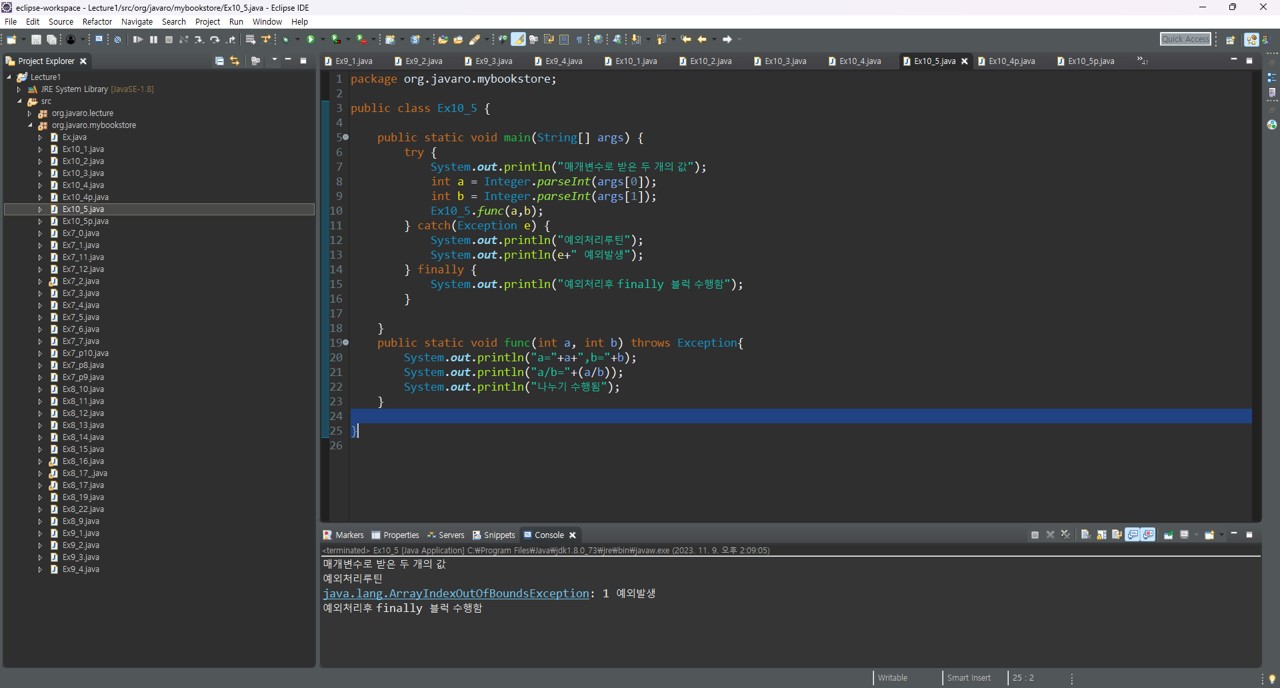 eclipse-workspace - Lecture1/src/org/javaro/mybookstore/Ex10_5.java - Eclipse IDE
File Edit Source Refactor Navigate Search Project Run Window Help
Quick Access
Project Explorer
Lecture1
JRE System Library [JavaSE-1.8]
src
org.javaro.lecture
org.javaro.mybookstore
Ex.java
Ex10_1.java
Ex10_2.java
Ex10_3.java
Ex10_4.java
Ex10_4p.java
Ex10_5.java
Ex10_5p.java
Ex7_0.java
Ex7_1.java
Ex7_11.java
Ex7_12.java
Ex7_2.java
Ex7_3.java
Ex7_4.java
Ex7_5.java
Ex7_6.java
Ex7_7.java
Ex7_p10.java
Ex7_p8.java
Ex7_p9.java
Ex8_10.java
Ex8_11.java
Ex8_12.java
Ex8_13.java
Ex8_14.java
Ex8_15.java
Ex8_16.java
Ex8_17_.java
Ex8_17.java
Ex8_19.java
Ex8_22.java
Ex8_9.java
Ex9_1.java
Ex9_2.java
Ex9_3.java
Ex9_4.java
Ex9_1.java Ex9_2.java Ex9_3.java Ex9_4.java Ex10_1.java Ex10_2.java Ex10_3.java Ex10_4.java Ex10_5.java Ex10_4p.java Ex10_5p.java
1 package org.javaro.mybookstore;
2
3 public class Ex10_5 {
4
5 public static void main(String[] args) {
6 try {
7 System.out.println("매개변수로 받은 두 개의 값");
8 int a = Integer.parseInt(args[0]);
9 int b = Integer.parseInt(args[1]);
10 Ex10_5.func(a,b);
11 } catch(Exception e) {
12 System.out.println("예외처리루틴");
13 System.out.println(e+" 예외발생");
14 } finally {
15 System.out.println("예외처리후 finally 블럭 수행함");
16 }
17
18 }
19 public static void func(int a, int b) throws Exception{
20 System.out.println("a="+a+",b="+b);
21 System.out.println("a/b="+(a/b));
22 System.out.println("나누기 수행됨");
23 }
24
25 }
26
Markers Properties Servers Snippets Console
<terminated> Ex10_5 [Java Application] C:₩Program Files₩Java₩jdk1.8.0_73₩jre₩bin₩javaw.exe (2023. 11. 9. 오후 2:09:05)
매개변수로 받은 두 개의 값
예외처리루틴
java.lang.ArrayIndexOutOfBoundsException: 1 예외발생
예외처리후 finally 블럭 수행함
Writable Smart Insert 25 : 2